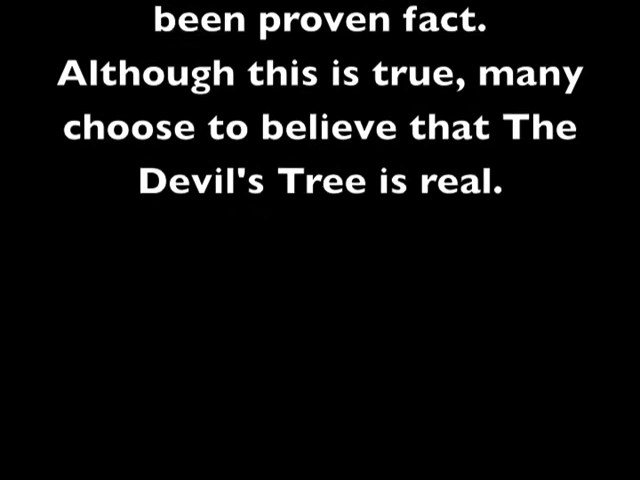 been proven fact.
Although this is true, many
choose to believe that The
Devil's Tree is real.